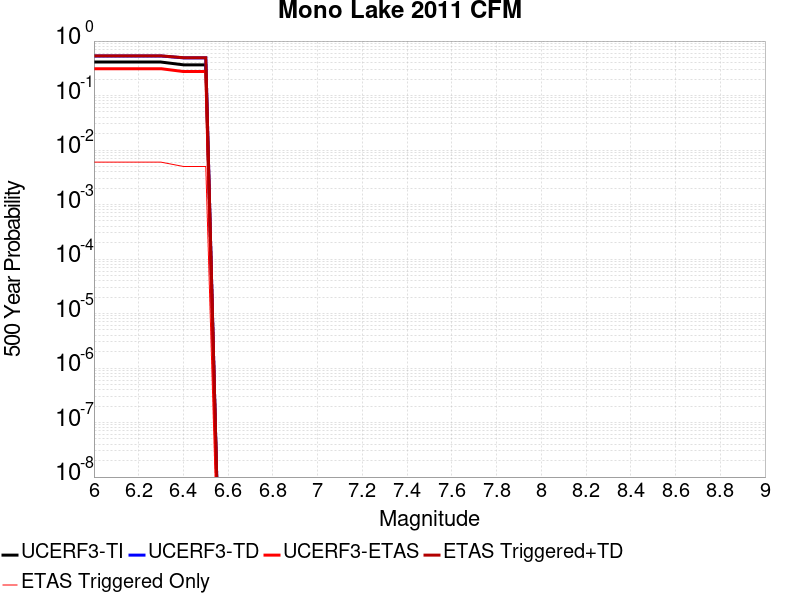 Mono Lake 2011 CFM
10^0
10^-1
10^-2
10^-3
10^-4
10^-5
10^-6
10^-7
10^-8
500 Year Probability
6 6.2 6.4 6.6 6.8 7 7.2 7.4 7.6 7.8 8 8.2 8.4 8.6 8.8 9
Magnitude
UCERF3-TI UCERF3-TD UCERF3-ETAS ETAS Triggered+TD
ETAS Triggered Only